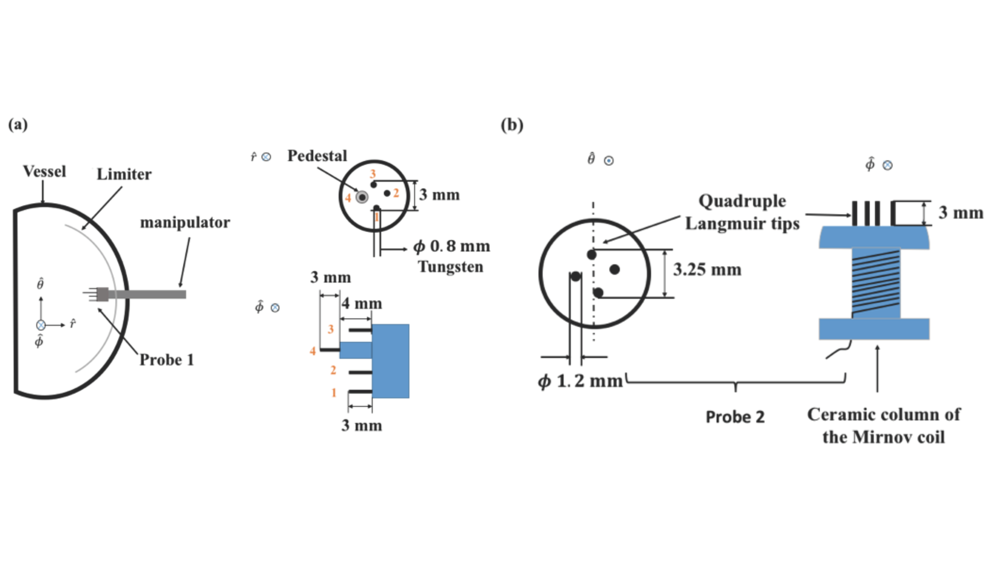 (a)
Vessel
Limiter
manipulator
θ̂
r̂
ϕ̂
Probe 1
r̂ ⊗ Pedestal
3
4
2
1
3 mm
ϕ 0.8 mm
Tungsten
ϕ̂ ⊗
3 mm
4 mm
3
4
2
1
3 mm
(b)
θ̂ ⊙
3.25 mm
ϕ 1.2 mm
Quadruple
Langmuir tips
ϕ̂ ⊗
3 mm
Probe 2
Ceramic column of
the Mirnov coil